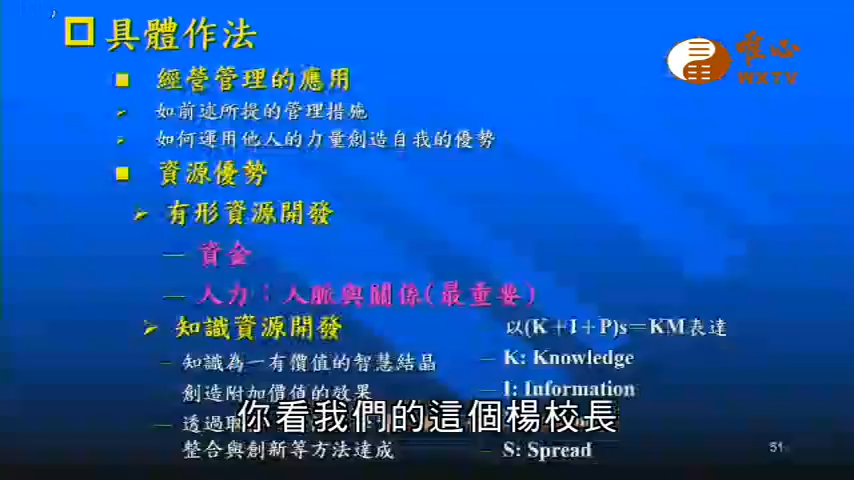 具體作法
唯心
WXTV
經營管理的應用
如前述所提的管理措施
如何運用他人的力量創造自我的優勢
資源優勢
有形資源開發
— 資金
— 人力：人脈與關係(最重要)
知識資源開發
以(K＋I＋P)s＝KM表達
— 知識為一有價值的智慧結晶
— K: Knowledge
創造附加價值的效果
— I: Information
— 透過
你看我們的這個楊校長
整合與創新等方法達成
— S: Spread
51